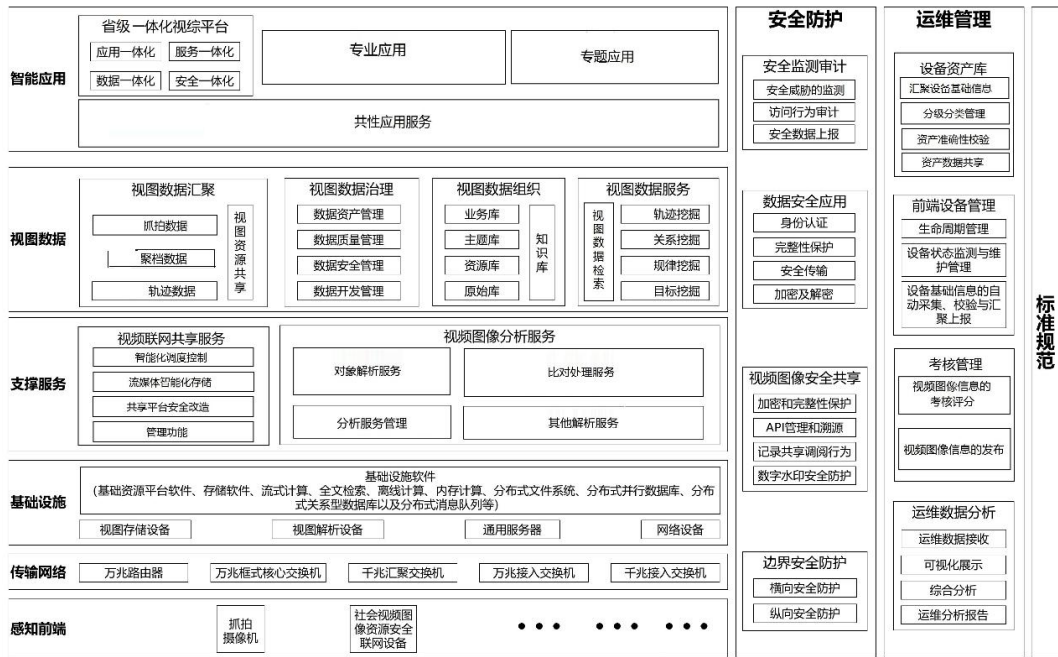 智能应用
省级一体化视综平台
应用一体化
服务一体化
数据一体化
安全一体化
专业应用
专题应用
共性应用服务
视图数据
视图数据汇聚
抓拍数据
聚档数据
轨迹数据
视图资源共享
视图数据治理
数据资产管理
数据质量管理
数据安全管理
数据开发管理
视图数据组织
业务库
主题库
资源库
原始库
知识库
视图数据服务
视图数据检索
轨迹挖掘
关系挖掘
规律挖掘
目标挖掘
支撑服务
视频联网共享服务
智能化调度控制
流媒体智能化存储
共享平台安全改造
管理功能
视频图像分析服务
对象解析服务
比对处理服务
分析服务管理
其他解析服务
基础设施
基础设施软件
(基础资源平台软件、存储软件、流式计算、全文检索、离线计算、内存计算、分布式文件系统、分布式并行数据库、分布
式关系型数据库以及分布式消息队列等)
视图存储设备
视图解析设备
通用服务器
网络设备
传输网络
万兆路由器
万兆框式核心交换机
千兆汇聚交换机
万兆接入交换机
千兆接入交换机
感知前端
抓拍
摄像机
社会视频图
像资源安全
联网设备
••• ••• •••
安全防护
安全监测审计
安全威胁的监测
访问行为审计
安全数据上报
数据安全应用
身份认证
完整性保护
安全传输
加密及解密
视频图像安全共享
加密和完整性保护
API管理和溯源
记录共享调阅行为
数字水印安全防护
边界安全防护
横向安全防护
纵向安全防护
运维管理
设备资产库
汇聚设备基础信息
分级分类管理
资产准确性校验
资产数据共享
前端设备管理
生命周期管理
设备状态监测与维
护管理
设备基础信息的自
动采集、校验与汇
聚上报
考核管理
视频图像信息的
考核评分
视频图像信息的发布
运维数据分析
运维数据接收
可视化展示
综合分析
运维分析报告
标准规范